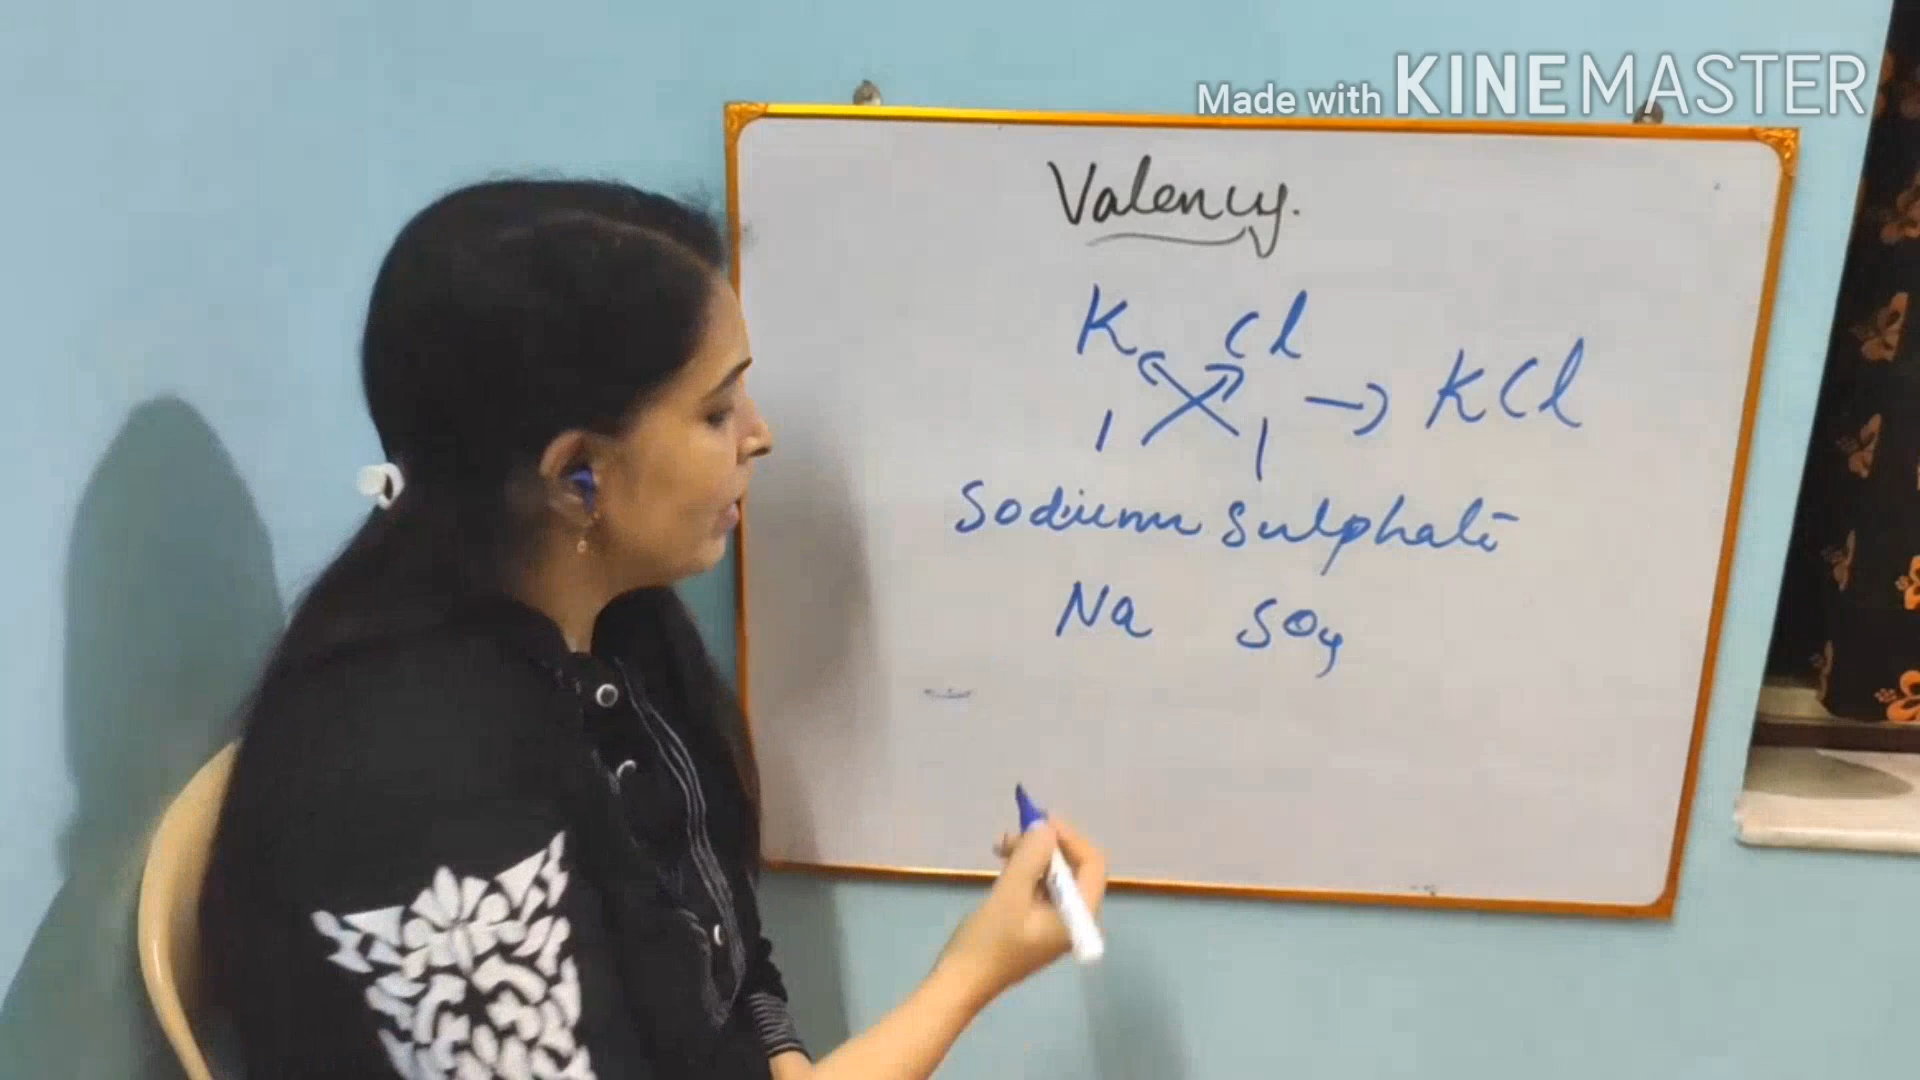 Made with KINEMASTER
Valency.
K Cl
1 1 → KCl
Sodium Sulphate
Na SO4